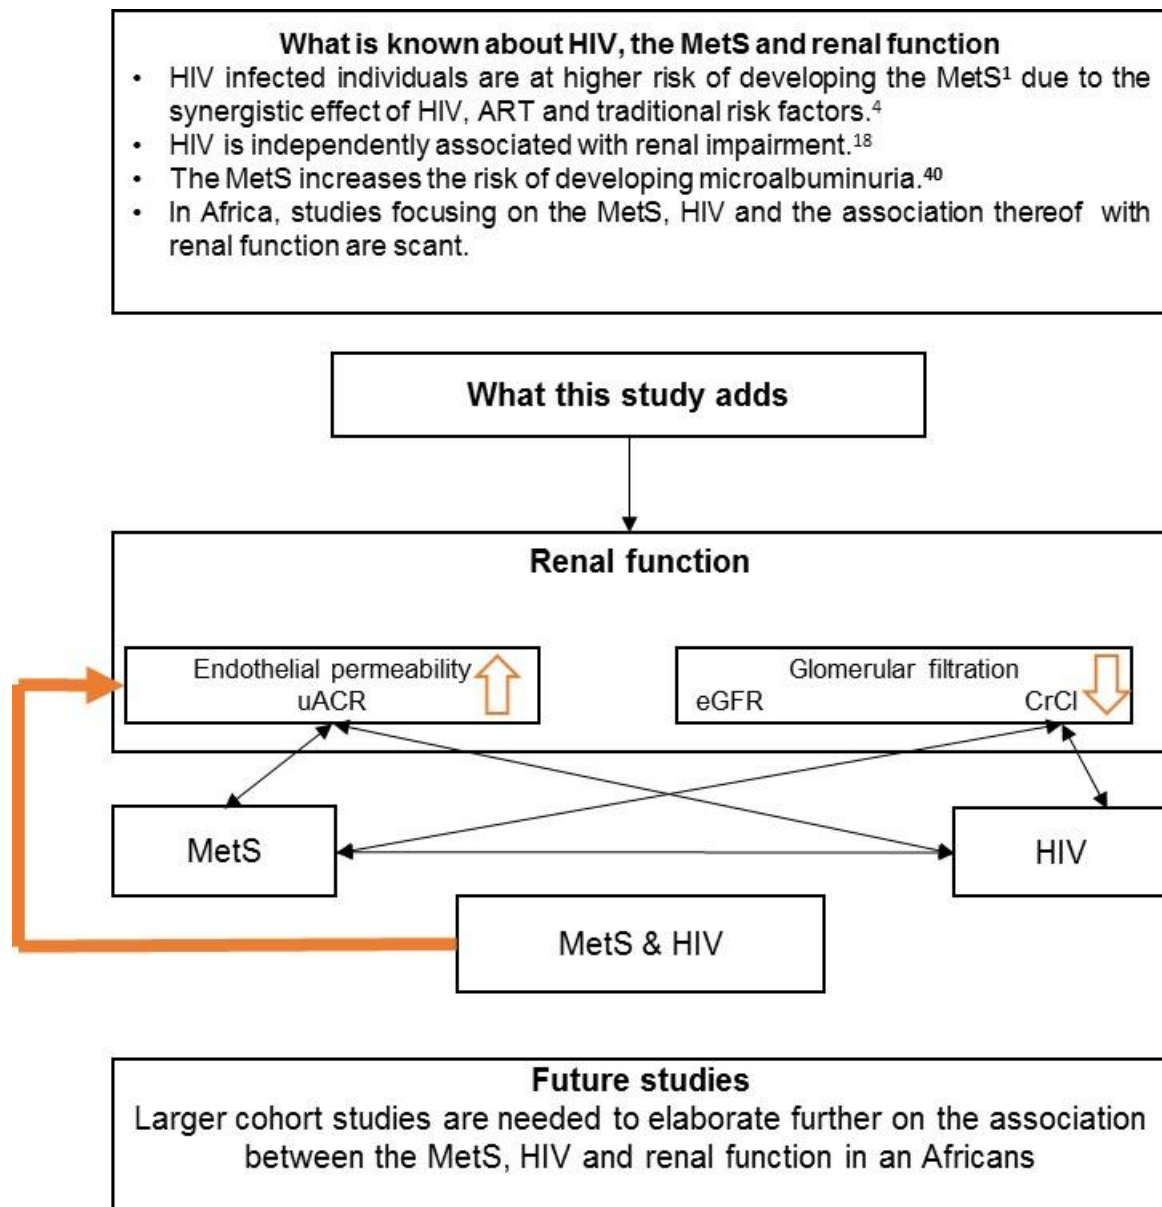 What is known about HIV, the MetS and renal function
• HIV infected individuals are at higher risk of developing the MetS¹ due to the
synergistic effect of HIV, ART and traditional risk factors.⁴
• HIV is independently associated with renal impairment.¹⁸
• The MetS increases the risk of developing microalbuminuria.⁴⁰
• In Africa, studies focusing on the MetS, HIV and the association thereof with
renal function are scant.
What this study adds
Renal function
Endothelial permeability
uACR
Glomerular filtration
eGFR CrCl
MetS
HIV
MetS & HIV
Future studies
Larger cohort studies are needed to elaborate further on the association
between the MetS, HIV and renal function in an Africans